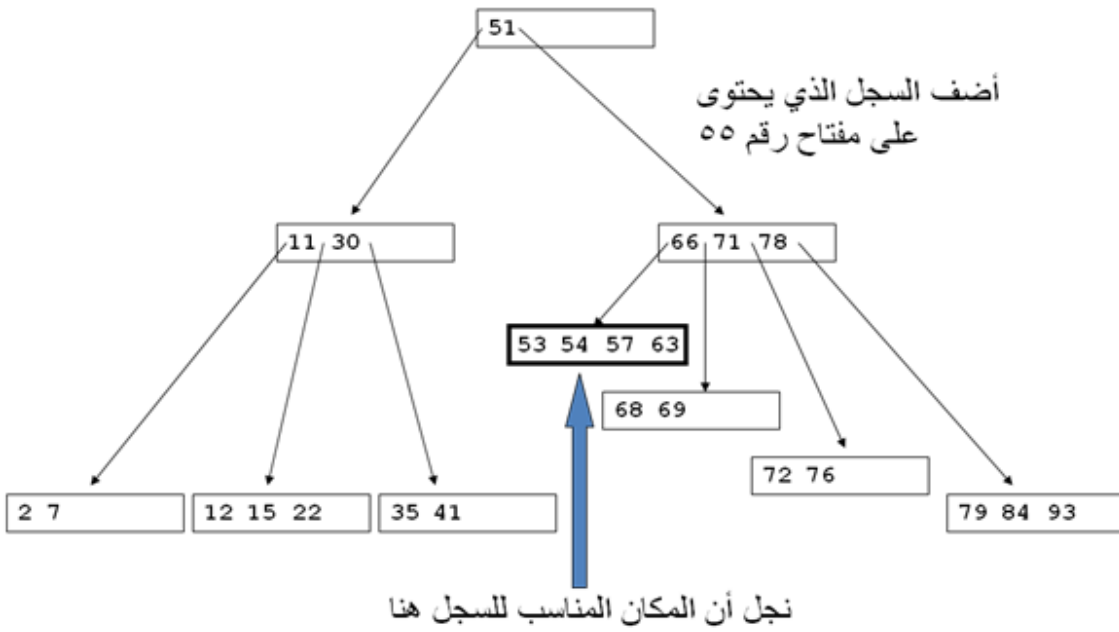 51
أضف السجل الذي يحتوى
على مفتاح رقم ٥٥
11 30
66 71 78
53 54 57 63
68 69
72 76
2 7
12 15 22
35 41
79 84 93
نجل أن المكان المناسب للسجل هنا